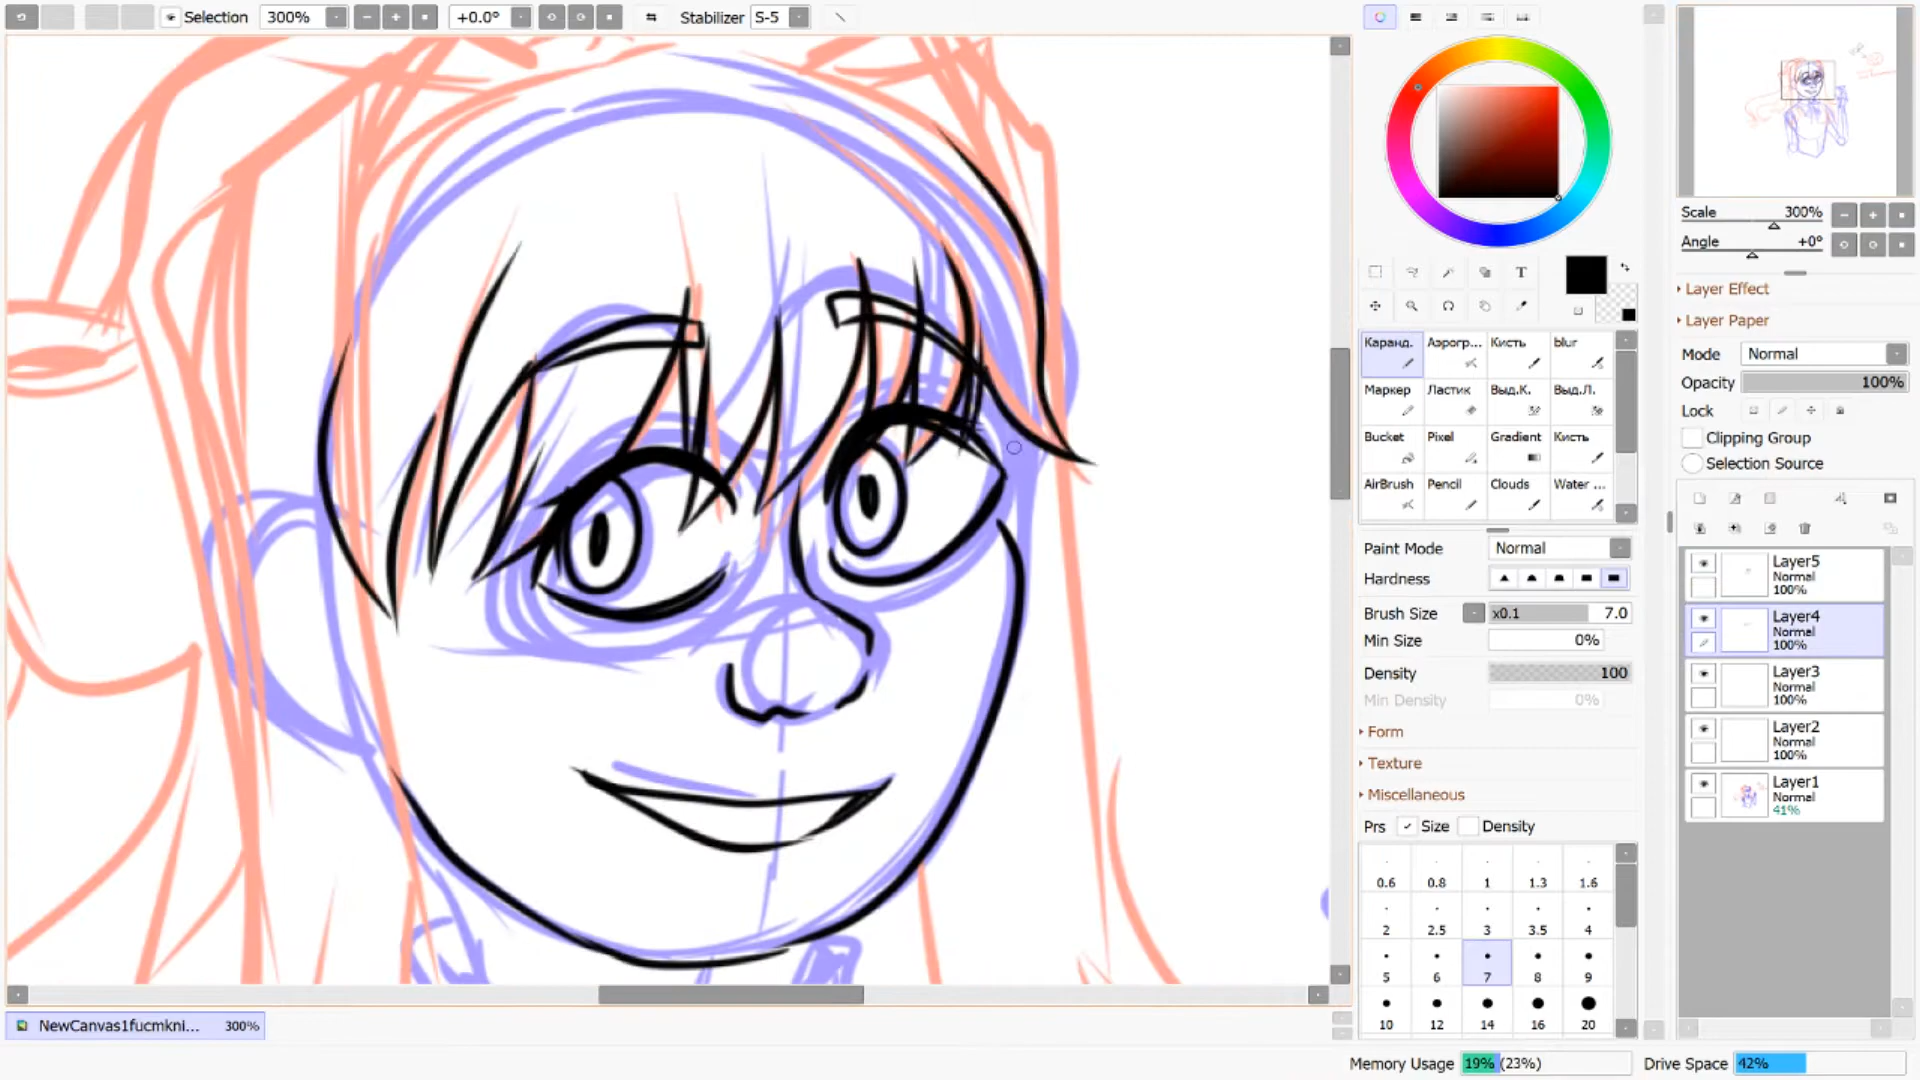 Selection 300% +0.0° Stabilizer S-5
Scale 300%
Angle +0°
Layer Effect
Layer Paper
Mode Normal
Opacity 100%
Lock
Clipping Group
Selection Source
T
Каранд. Аэрогр... Кисть blur
Маркер Ластик Выд.К. Выд.Л.
Bucket Pixel Gradient Кисть
AirBrush Pencil Clouds Water ...
Paint Mode Normal
Hardness
Brush Size x0.1 7.0
Min Size 0%
Density 100
Min Density 0%
Form
Texture
Miscellaneous
Prs Size Density
0.6 0.8 1 1.3 1.6
2 2.5 3 3.5 4
5 6 7 8 9
10 12 14 16 20
Layer5
Normal
100%
Layer4
Normal
100%
Layer3
Normal
100%
Layer2
Normal
100%
Layer1
Normal
41%
NewCanvas1fucmkni... 300%
Memory Usage 19% (23%) Drive Space 42%